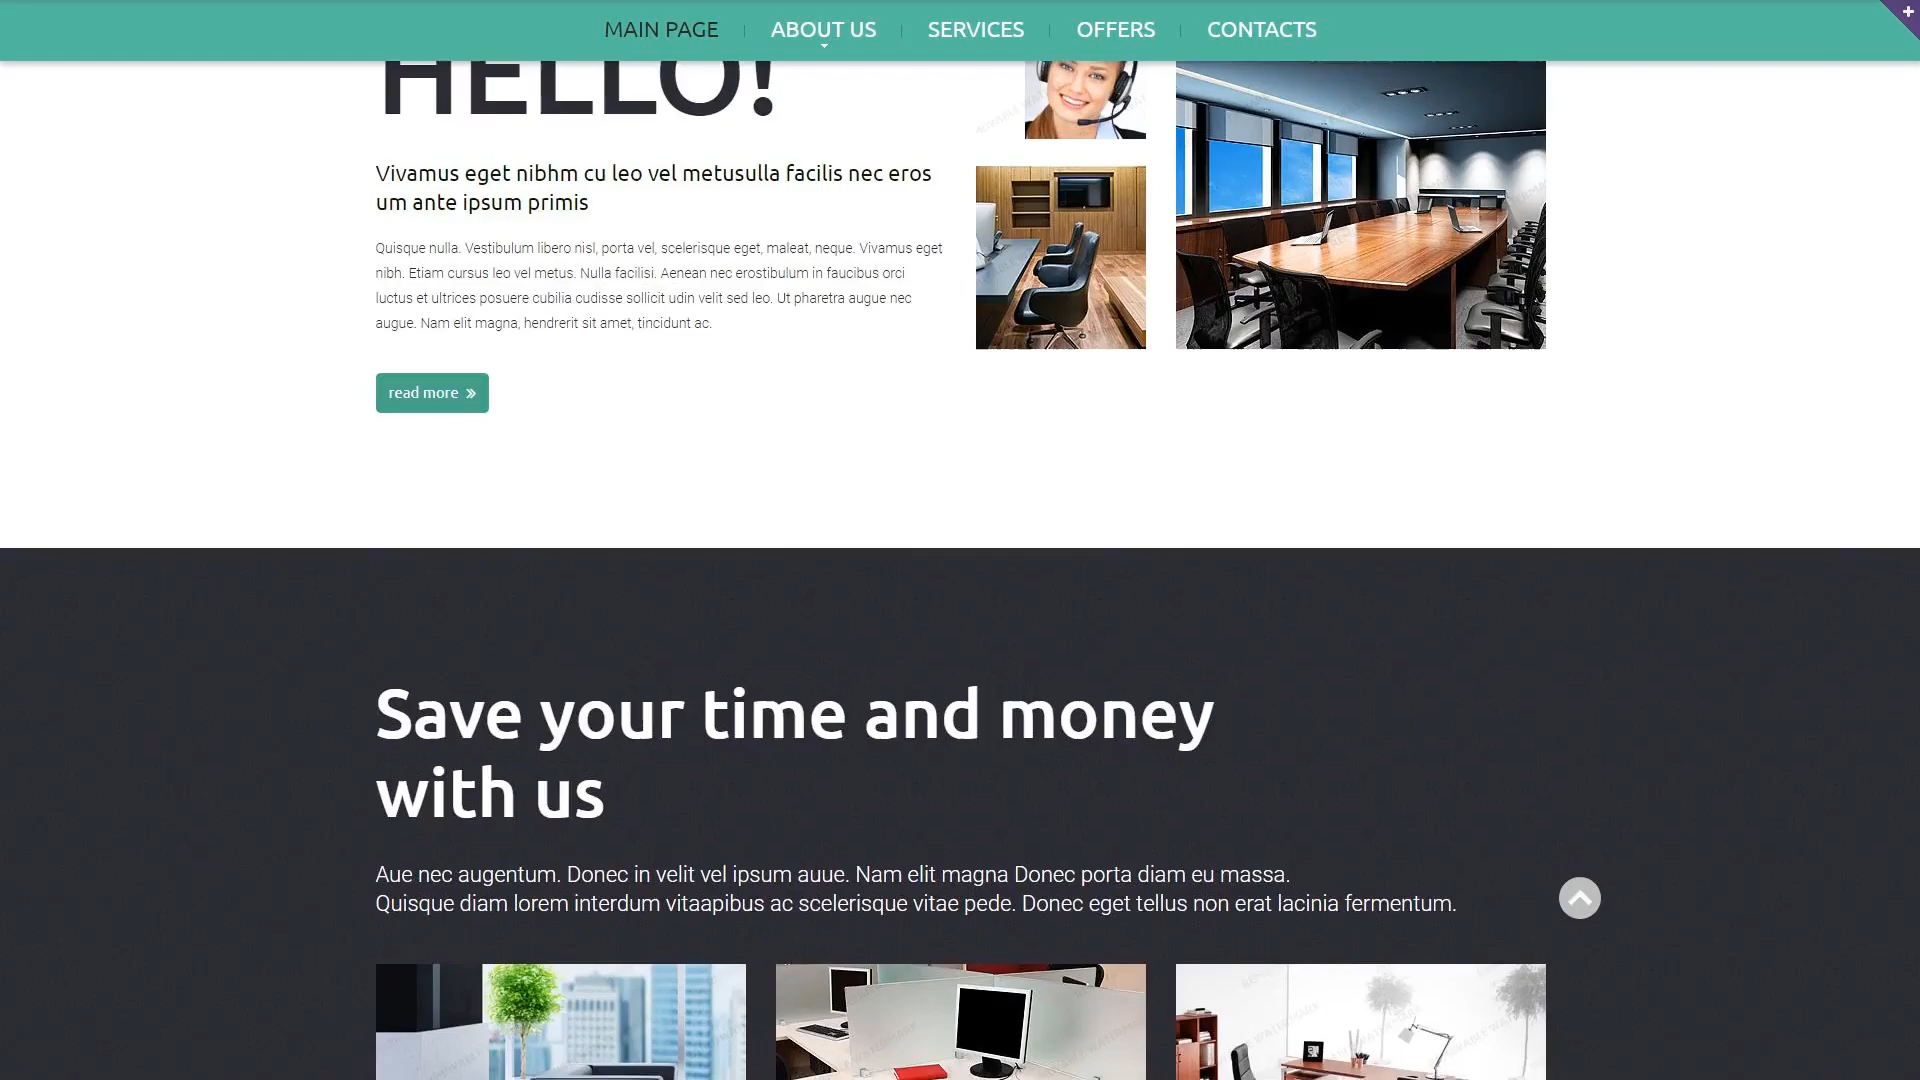 MAIN PAGE
ABOUT US
SERVICES
OFFERS
CONTACTS
HELLO!
Vivamus eget nibhm cu leo vel metusulla facilis nec eros
um ante ipsum primis
Quisque nulla. Vestibulum libero nisl, porta vel, scelerisque eget, maleat, neque. Vivamus eget
nibh. Etiam cursus leo vel metus. Nulla facilisi. Aenean nec erostibulum in faucibus orci
luctus et ultrices posuere cubilia cudisse sollicit udin velit sed leo. Ut pharetra augue nec
augue. Nam elit magna, hendrerit sit amet, tincidunt ac.
read more
Save your time and money
with us
Aue nec augentum. Donec in velit vel ipsum auue. Nam elit magna Donec porta diam eu massa.
Quisque diam lorem interdum vitaapibus ac scelerisque vitae pede. Donec eget tellus non erat lacinia fermentum.